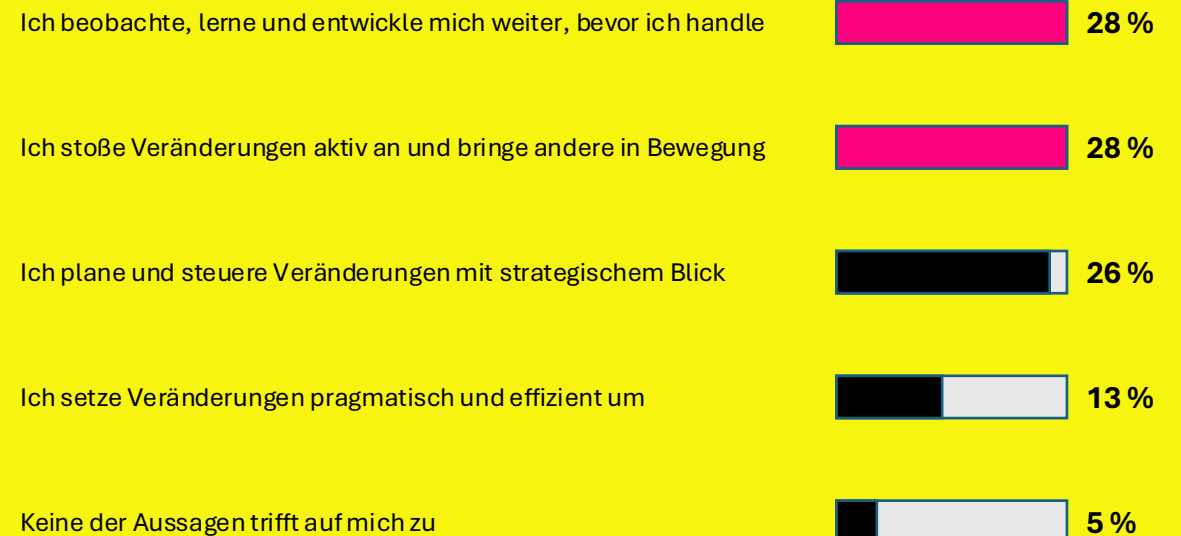 Ich beobachte, lerne und entwickle mich weiter, bevor ich handle 28 %
Ich stoße Veränderungen aktiv an und bringe andere in Bewegung 28 %
Ich plane und steuere Veränderungen mit strategischem Blick 26 %
Ich setze Veränderungen pragmatisch und effizient um 13 %
Keine der Aussagen trifft auf mich zu 5 %